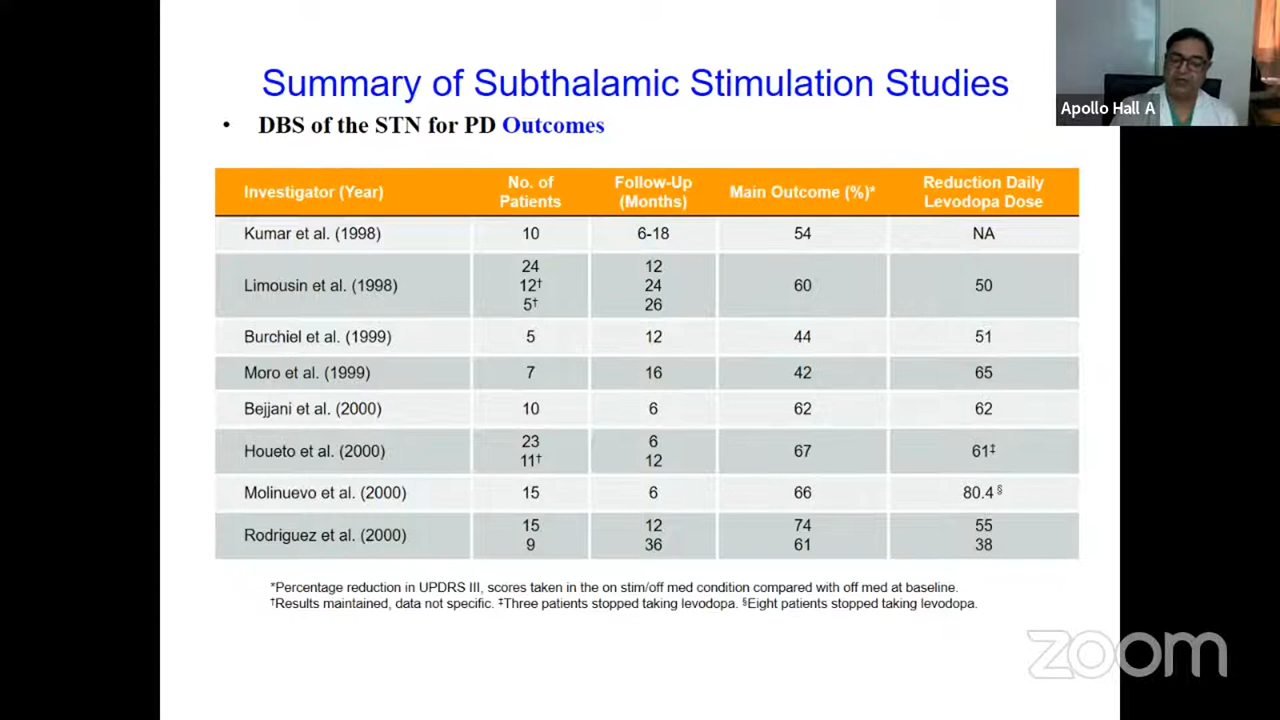 Summary of Subthalamic Stimulation Studies
• DBS of the STN for PD Outcomes
Apollo Hall A
Investigator (Year) No. of Patients Follow-Up (Months) Main Outcome (%)* Reduction Daily Levodopa Dose
Kumar et al. (1998) 10 6-18 54 NA
Limousin et al. (1998) 24 12 60 50
12† 24
5† 26
Burchiel et al. (1999) 5 12 44 51
Moro et al. (1999) 7 16 42 65
Bejjani et al. (2000) 10 6 62 62
Houeto et al. (2000) 23 6 67 61‡
11† 12
Molinuevo et al. (2000) 15 6 66 80.4 §
Rodriguez et al. (2000) 15 12 74 55
9 36 61 38
*Percentage reduction in UPDRS III, scores taken in the on stim/off med condition compared with off med at baseline.
†Results maintained, data not specific. ‡Three patients stopped taking levodopa. §Eight patients stopped taking levodopa.
zoom